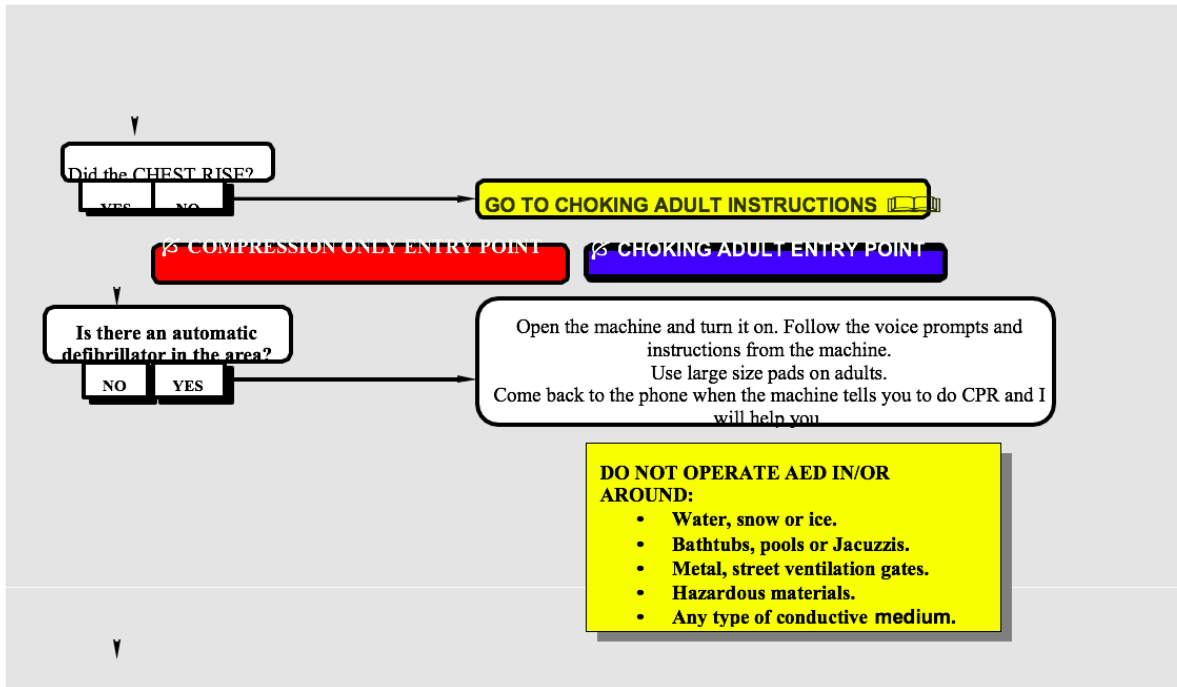 Did the CHEST RISE?
YES NO
GO TO CHOKING ADULT INSTRUCTIONS
COMPRESSION ONLY ENTRY POINT
CHOKING ADULT ENTRY POINT
Is there an automatic
defibrillator in the area?
NO YES
Open the machine and turn it on. Follow the voice prompts and
instructions from the machine.
Use large size pads on adults.
Come back to the phone when the machine tells you to do CPR and I
will help you
DO NOT OPERATE AED IN/OR
AROUND:
• Water, snow or ice.
• Bathtubs, pools or Jacuzzis.
• Metal, street ventilation gates.
• Hazardous materials.
• Any type of conductive medium.